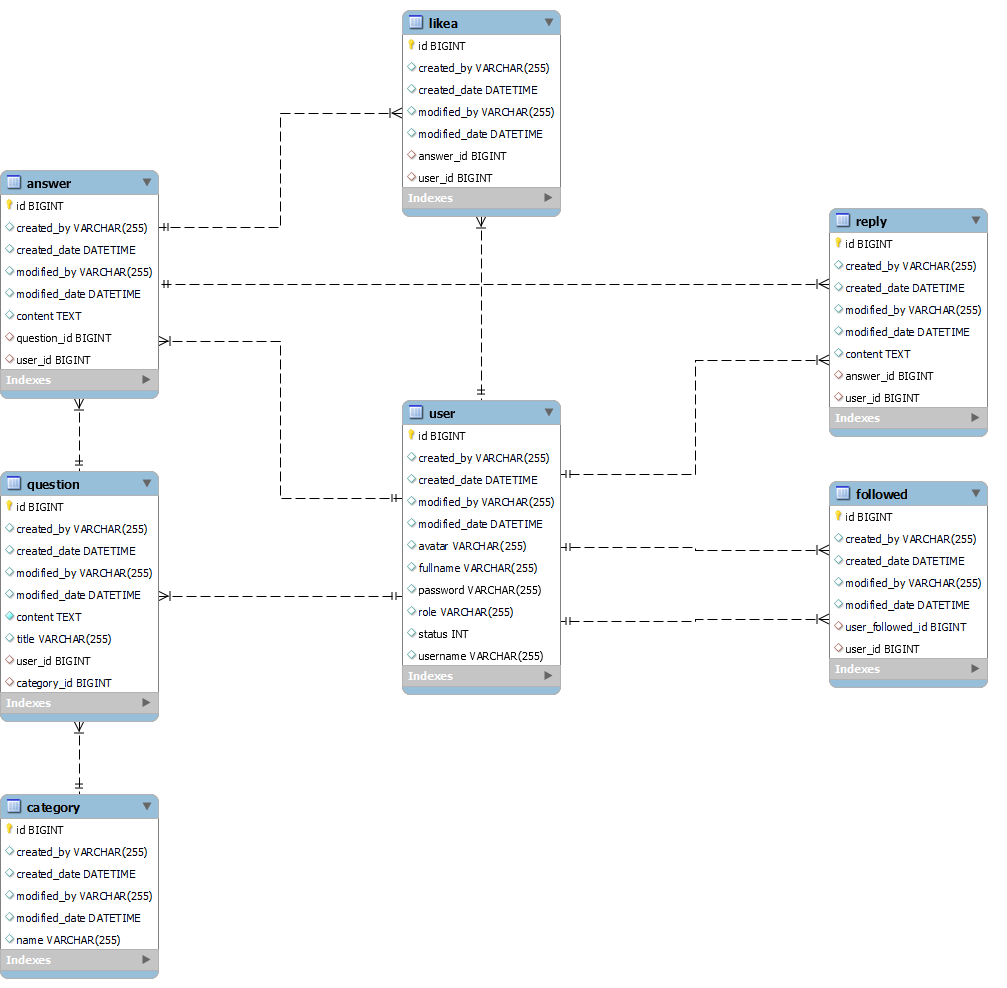 likea
id BIGINT
created_by VARCHAR(255)
created_date DATETIME
modified_by VARCHAR(255)
modified_date DATETIME
answer_id BIGINT
user_id BIGINT
Indexes
answer
id BIGINT
created_by VARCHAR(255)
created_date DATETIME
modified_by VARCHAR(255)
modified_date DATETIME
content TEXT
question_id BIGINT
user_id BIGINT
Indexes
reply
id BIGINT
created_by VARCHAR(255)
created_date DATETIME
modified_by VARCHAR(255)
modified_date DATETIME
content TEXT
answer_id BIGINT
user_id BIGINT
Indexes
user
id BIGINT
created_by VARCHAR(255)
created_date DATETIME
modified_by VARCHAR(255)
modified_date DATETIME
avatar VARCHAR(255)
fullname VARCHAR(255)
password VARCHAR(255)
role VARCHAR(255)
status INT
username VARCHAR(255)
Indexes
question
id BIGINT
created_by VARCHAR(255)
created_date DATETIME
modified_by VARCHAR(255)
modified_date DATETIME
content TEXT
title VARCHAR(255)
user_id BIGINT
category_id BIGINT
Indexes
followed
id BIGINT
created_by VARCHAR(255)
created_date DATETIME
modified_by VARCHAR(255)
modified_date DATETIME
user_followed_id BIGINT
user_id BIGINT
Indexes
category
id BIGINT
created_by VARCHAR(255)
created_date DATETIME
modified_by VARCHAR(255)
modified_date DATETIME
name VARCHAR(255)
Indexes